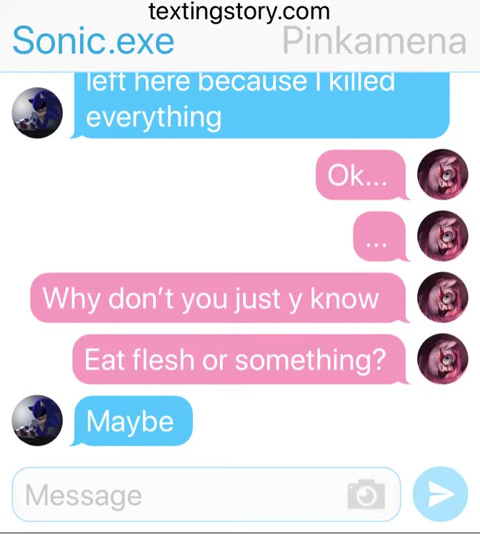 textingstory.com
Sonic.exe Pinkamena
left here because I killed
everything
Ok...
...
Why don't you just y know
Eat flesh or something?
Maybe
Message